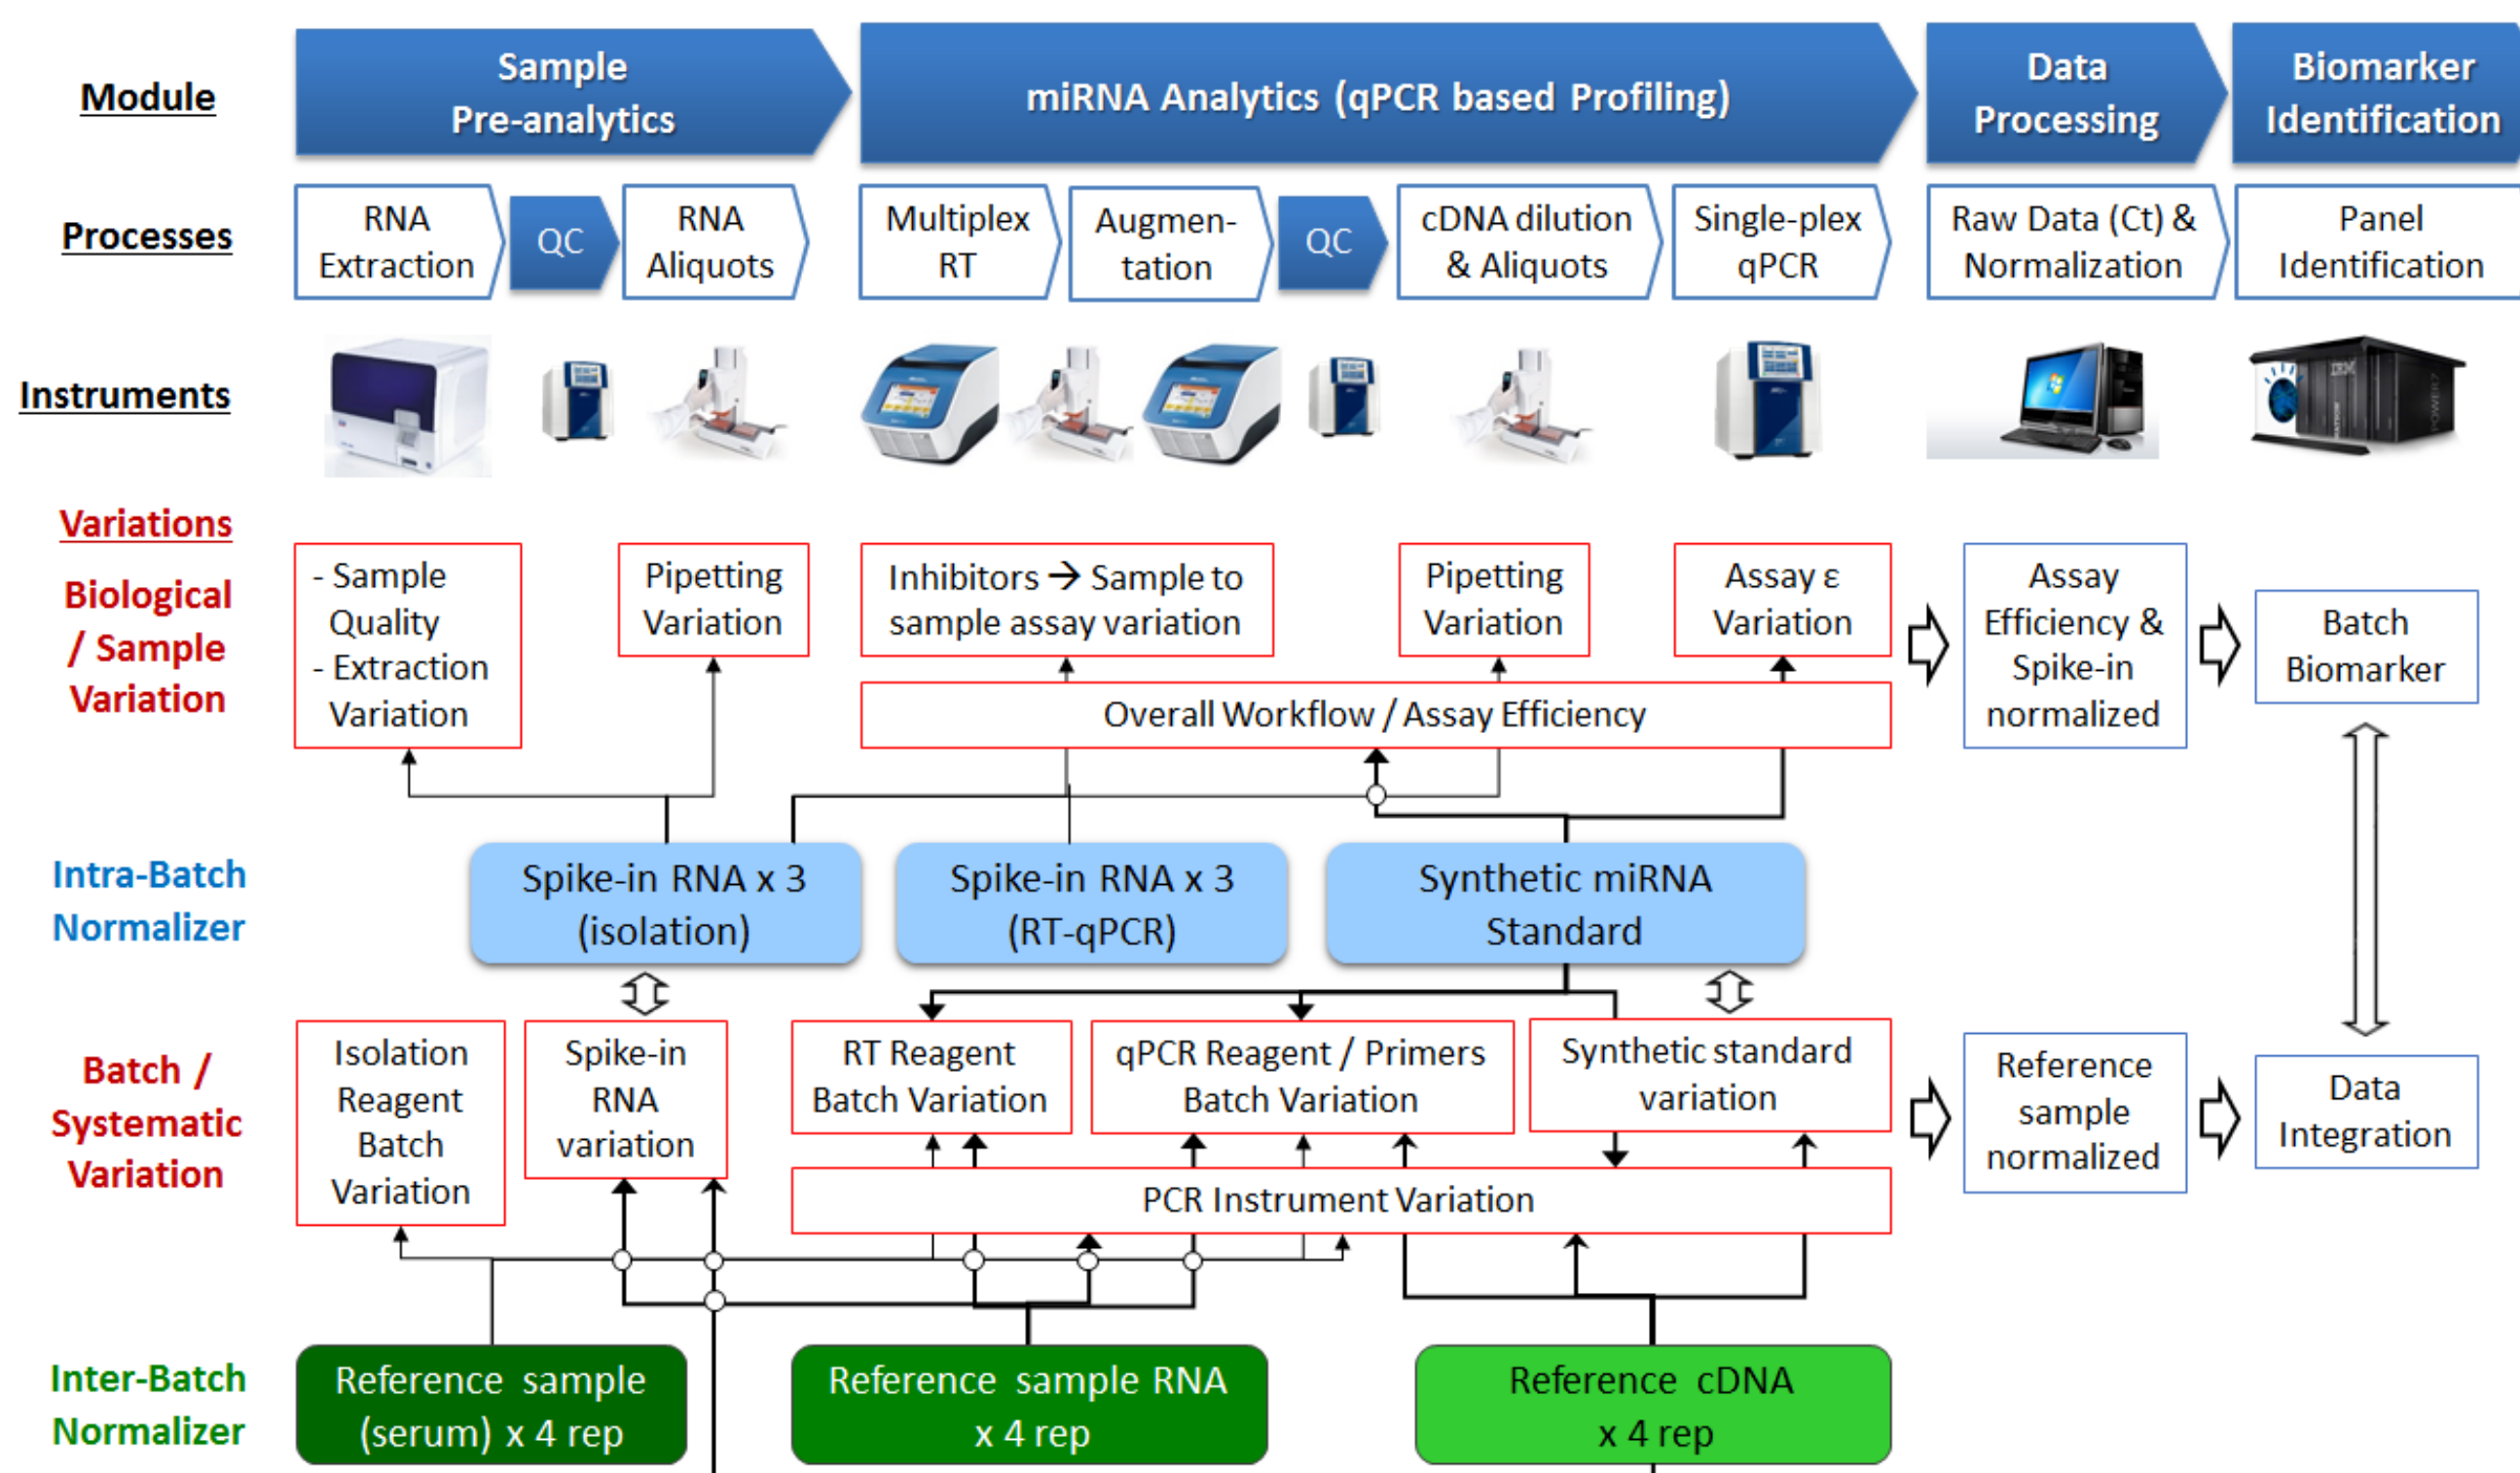 Module
Sample
Pre-analytics
miRNA Analytics (qPCR based Profiling)
Data
Processing
Biomarker
Identification
Processes
RNA
Extraction
QC
RNA
Aliquots
Multiplex
RT
Augmen-
tation
QC
cDNA dilution
& Aliquots
Single-plex
qPCR
Raw Data (Ct) &
Normalization
Panel
Identification
Instruments
IBM
POWER7
Variations
Biological
/ Sample
Variation
- Sample
Quality
- Extraction
Variation
Pipetting
Variation
Inhibitors → Sample to
sample assay variation
Pipetting
Variation
Assay ε
Variation
Overall Workflow / Assay Efficiency
Assay
Efficiency &
Spike-in
normalized
Batch
Biomarker
Intra-Batch
Normalizer
Spike-in RNA x 3
(isolation)
Spike-in RNA x 3
(RT-qPCR)
Synthetic miRNA
Standard
Batch /
Systematic
Variation
Isolation
Reagent
Batch
Variation
Spike-in
RNA
variation
RT Reagent
Batch Variation
qPCR Reagent / Primers
Batch Variation
Synthetic standard
variation
PCR Instrument Variation
Reference
sample
normalized
Data
Integration
Inter-Batch
Normalizer
Reference sample
(serum) x 4 rep
Reference sample RNA
x 4 rep
Reference cDNA
x 4 rep